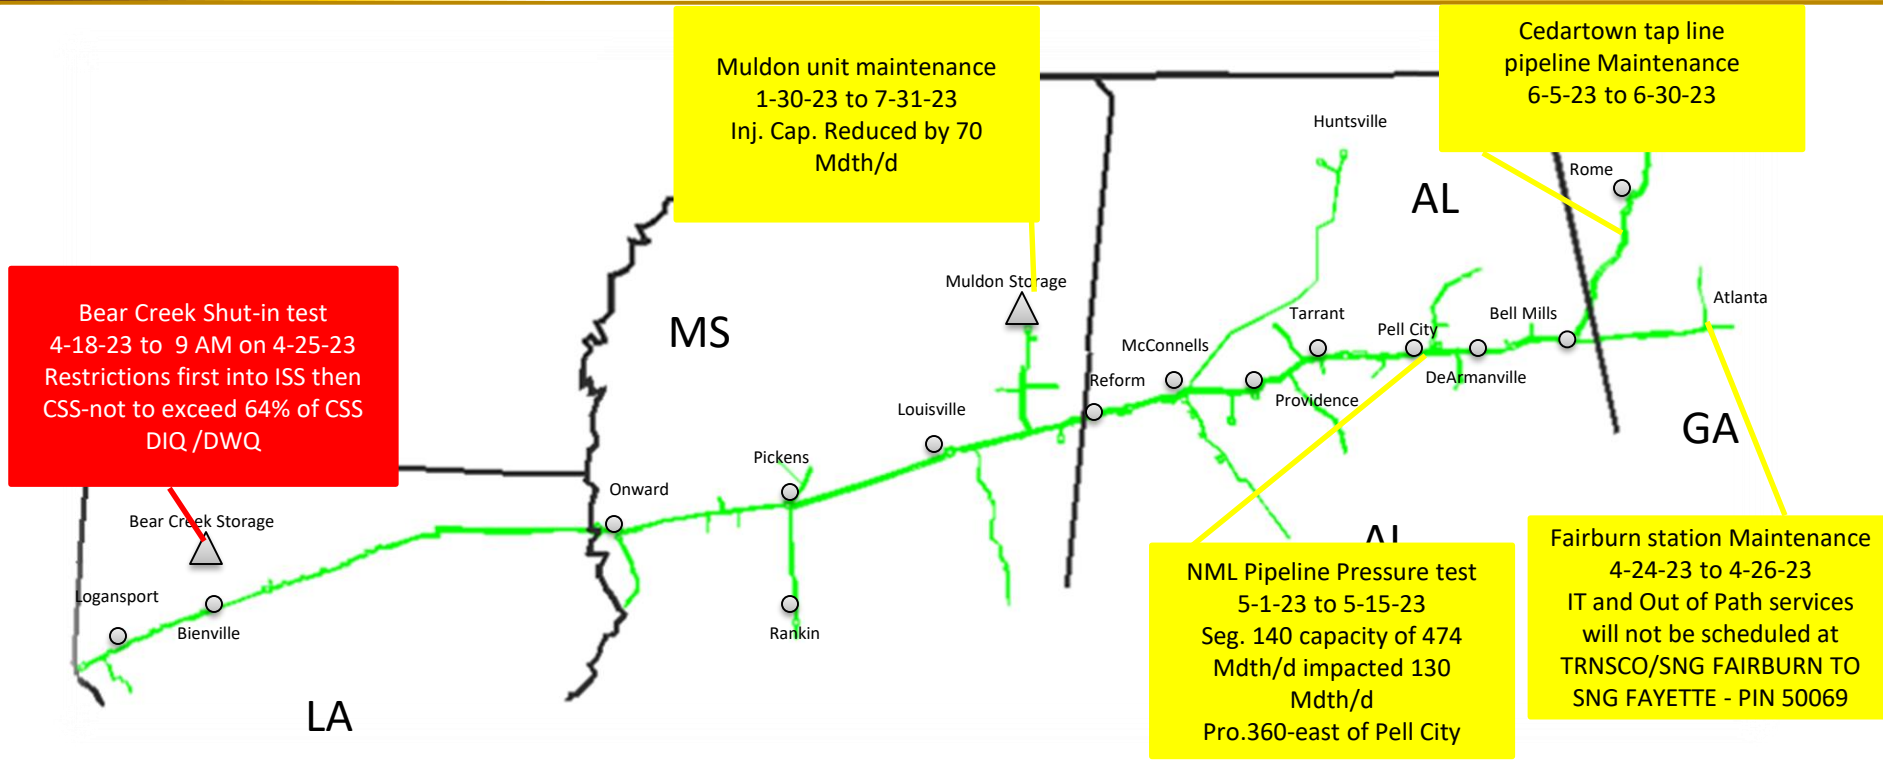 Cedartown tap line
pipeline Maintenance
6-5-23 to 6-30-23
Muldon unit maintenance
1-30-23 to 7-31-23
Inj. Cap. Reduced by 70
Mdth/d
Huntsville
Rome
AL
Bear Creek Shut-in test
4-18-23 to 9 AM on 4-25-23
Restrictions first into ISS then
CSS-not to exceed 64% of CSS
DIQ /DWQ
Muldon Storage
MS
Atlanta
Tarrant
Bell Mills
Pell City
McConnells
Reform
DeArmanville
Providence
Louisville
GA
Pickens
Onward
Bear Creek Storage
AL
Logansport
Bienville
Rankin
LA
NML Pipeline Pressure test
5-1-23 to 5-15-23
Seg. 140 capacity of 474
Mdth/d impacted 130
Mdth/d
Pro.360-east of Pell City
Fairburn station Maintenance
4-24-23 to 4-26-23
IT and Out of Path services
will not be scheduled at
TRNSCO/SNG FAIRBURN TO
SNG FAYETTE - PIN 50069